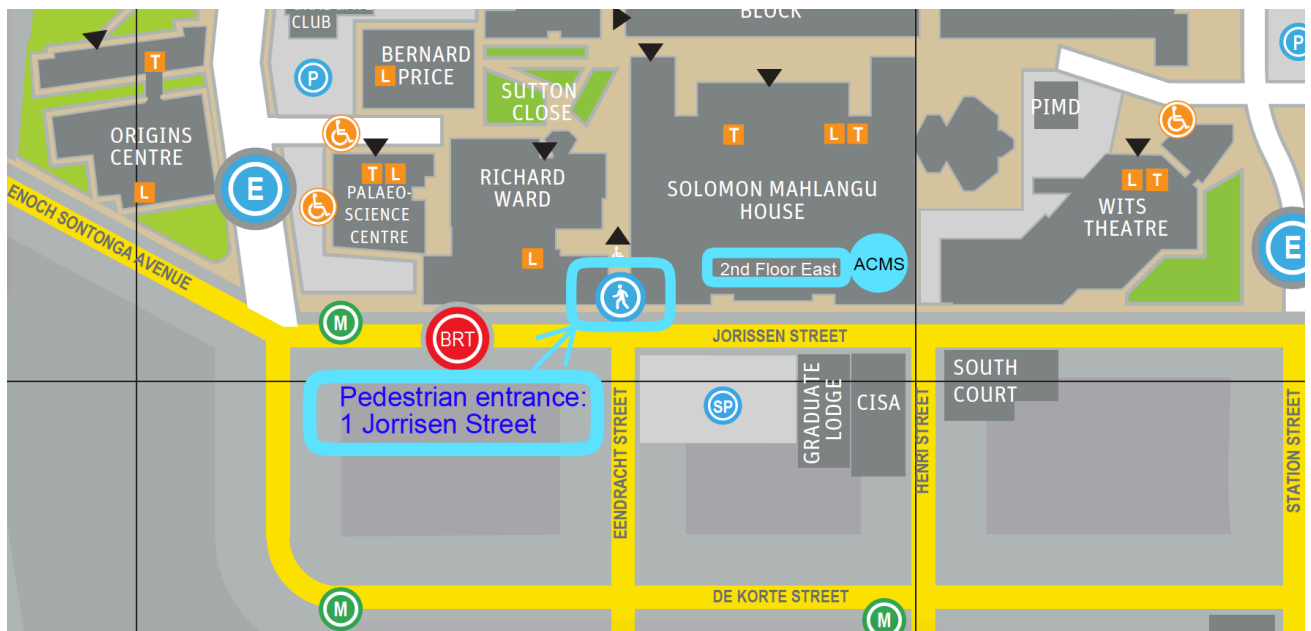 CLUB
BLOCK
T
BERNARD
L PRICE
P
P
SUTTON
CLOSE
PIMD
ORIGINS
CENTRE
T
L T
T L
RICHARD
WARD
SOLOMON MAHLANGU
HOUSE
L T
WITS
THEATRE
E
L
PALAEO-
SCIENCE
CENTRE
ENOCH SONTONGA AVENUE
L
2nd Floor East
ACMS
E
M
BRT
JORISSEN STREET
Pedestrian entrance:
1 Jorrisen Street
EENDRACHT STREET
SP
GRADUATE
LODGE
CISA
HENRI STREET
SOUTH
COURT
STATION STREET
M
DE KORTE STREET
M